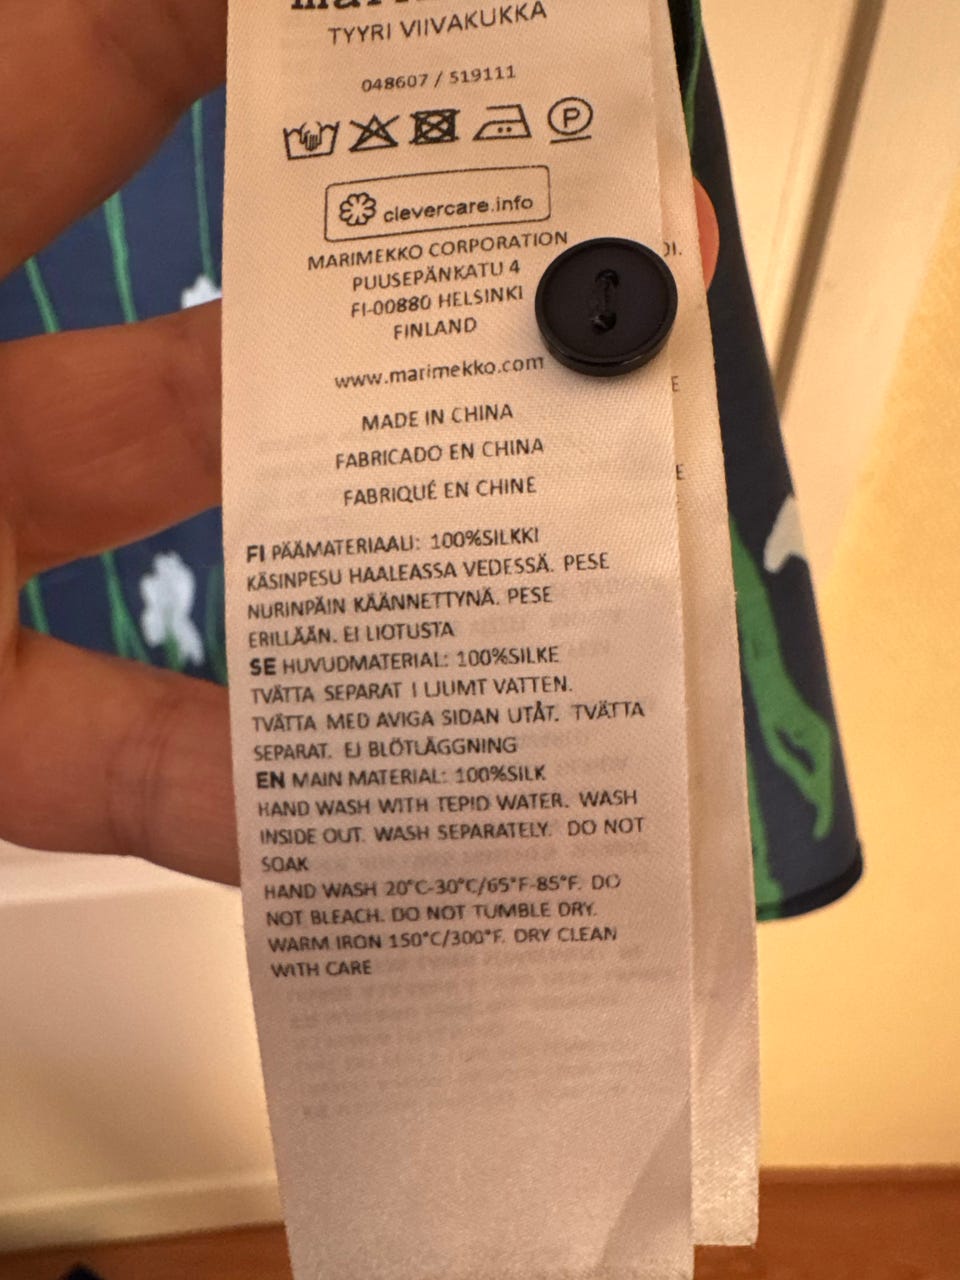 TYYRI VIIVAKUKKA
048607 / 519111
P
clevercare.info
MARIMEKKO CORPORATION
PUUSEPÄNKATU 4
FI-00880 HELSINKI
FINLAND
www.marimekko.com
MADE IN CHINA
FABRICADO EN CHINA
FABRIQUÉ EN CHINE
FI PÄÄMATERIAALI: 100%SILKKI
KÄSINPESU HAALEASSA VEDESSÄ. PESE
NURINPÄIN KÄÄNNETTYNÄ. PESE
ERILLÄÄN. EI LIOTUSTA
SE HUVUDMATERIAL: 100%SILKE
TVÄTTA SEPARAT I LJUMT VATTEN.
TVÄTTA MED AVIGA SIDAN UTÅT. TVÄTTA
SEPARAT. EJ BLÖTLÄGGNING
EN MAIN MATERIAL: 100%SILK
HAND WASH WITH TEPID WATER. WASH
INSIDE OUT. WASH SEPARATELY. DO NOT
SOAK
HAND WASH 20°C-30°C/65°F-85°F. DO
NOT BLEACH. DO NOT TUMBLE DRY.
WARM IRON 150°C/300°F. DRY CLEAN
WITH CARE